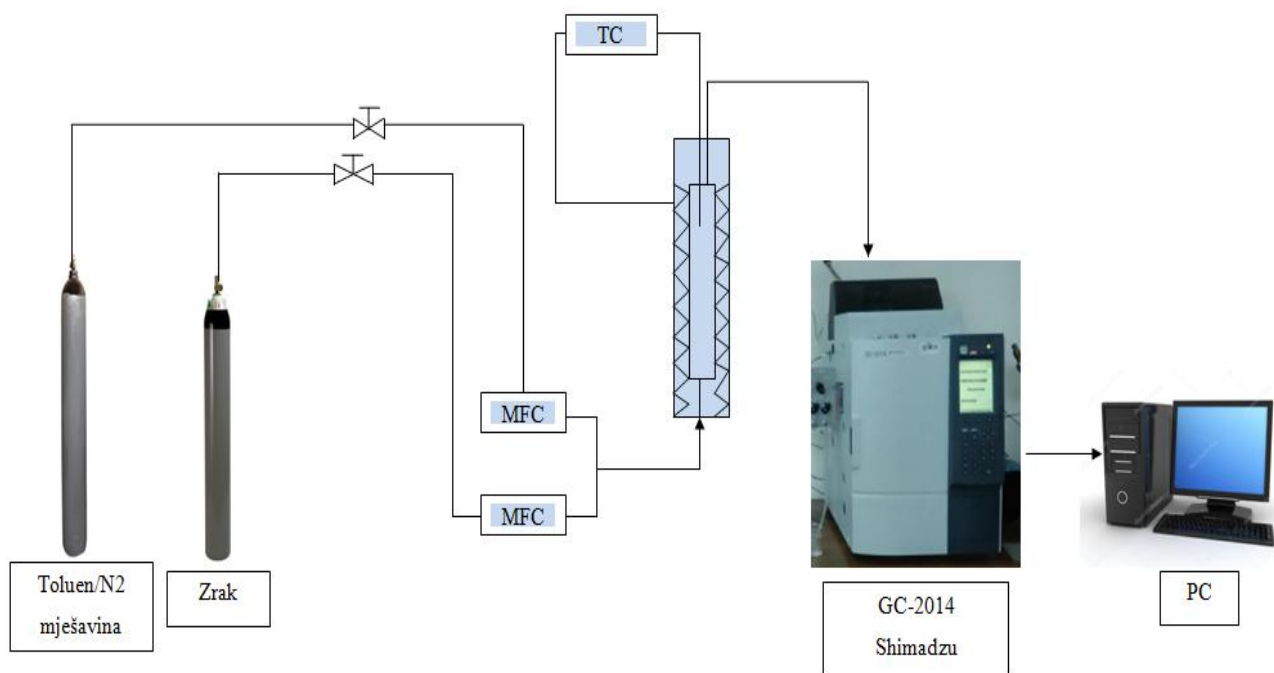 TC
MFC
MFC
Toluen/N2
mješavina
Zrak
GC-2014
Shimadzu
PC